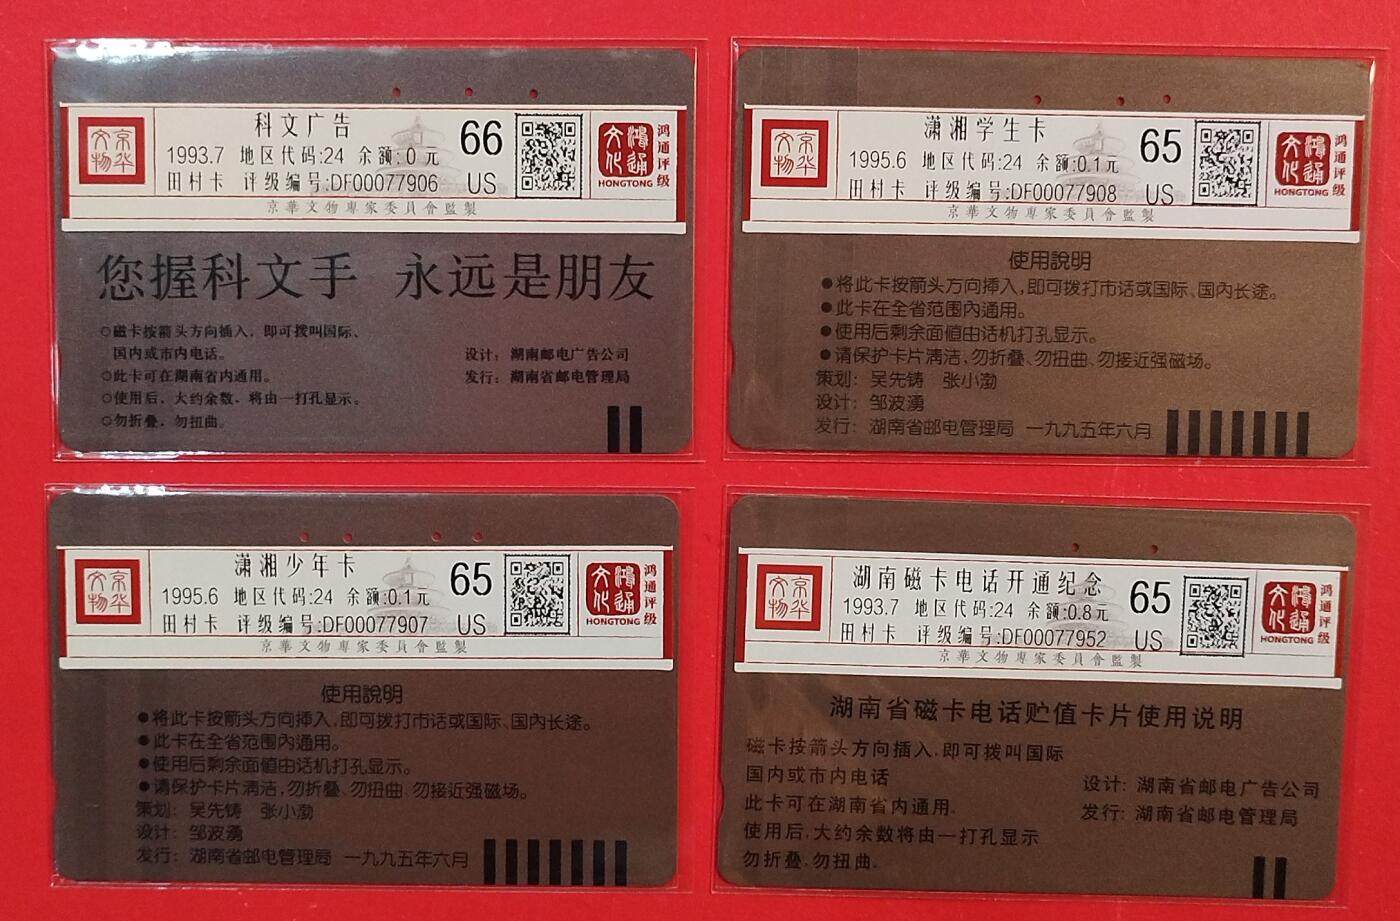 京华文物
科文广告
1993.7 地区代码:24 余额:0 元
田村卡 评级编号:DF00077906
66
US
鸿通文化
HONGTONG
鸿通评级
京華文物專家委員會監製
您握科文手 永远是朋友
○磁卡按箭头方向插入、即可拨叫国际、
国内或市内电话。
○此卡可在湖南省内通用。
○使用后、大约余数、将由一打孔显示。
○勿折叠、勿扭曲。
设计：湖南邮电广告公司
发行：湖南省邮电管理局
京华文物
潇湘学生卡
1995.6 地区代码:24 余额:0.1元
田村卡 评级编号:DF00077908
65
US
鸿通文化
HONGTONG
鸿通评级
京華文物專家委員會監製
使用說明
●将此卡按箭头方向挿入,即可拨打市话或国际、国内长途。
●此卡在全省范围内通用。
●使用后剩余面值由话机打孔显示。
●请保护卡片清洁,勿折叠、勿扭曲、勿接近强磁场。
策划：吴先铸 张小渤
设计：邹波湧
发行：湖南省邮电管理局 一九九五年六月
京华文物
潇湘少年卡
1995.6 地区代码:24 余额:0.1元
田村卡 评级编号:DF00077907
65
US
鸿通文化
HONGTONG
鸿通评级
京華文物專家委員會監製
使用說明
●将此卡按箭头方向挿入,即可拨打市话或国际、国内长途。
●此卡在全省范围内通用。
●使用后剩余面值由话机打孔显示。
●请保护卡片清洁,勿折叠、勿扭曲、勿接近强磁场。
策划：吴先铸 张小渤
设计：邹波湧
发行：湖南省邮电管理局 一九九五年六月
京华文物
湖南磁卡电话开通纪念
1993.7 地区代码:24 余额:0.8元
田村卡 评级编号:DF00077952
65
US
鸿通文化
HONGTONG
鸿通评级
京華文物專家委員會監製
湖南省磁卡电话贮值卡片使用说明
磁卡按箭头方向插入.即可拨叫国际
国内或市内电话
此卡可在湖南省内通用.
使用后.大约余数将由一打孔显示
勿折叠.勿扭曲.
设计: 湖南省邮电广告公司
发行: 湖南省邮电管理局